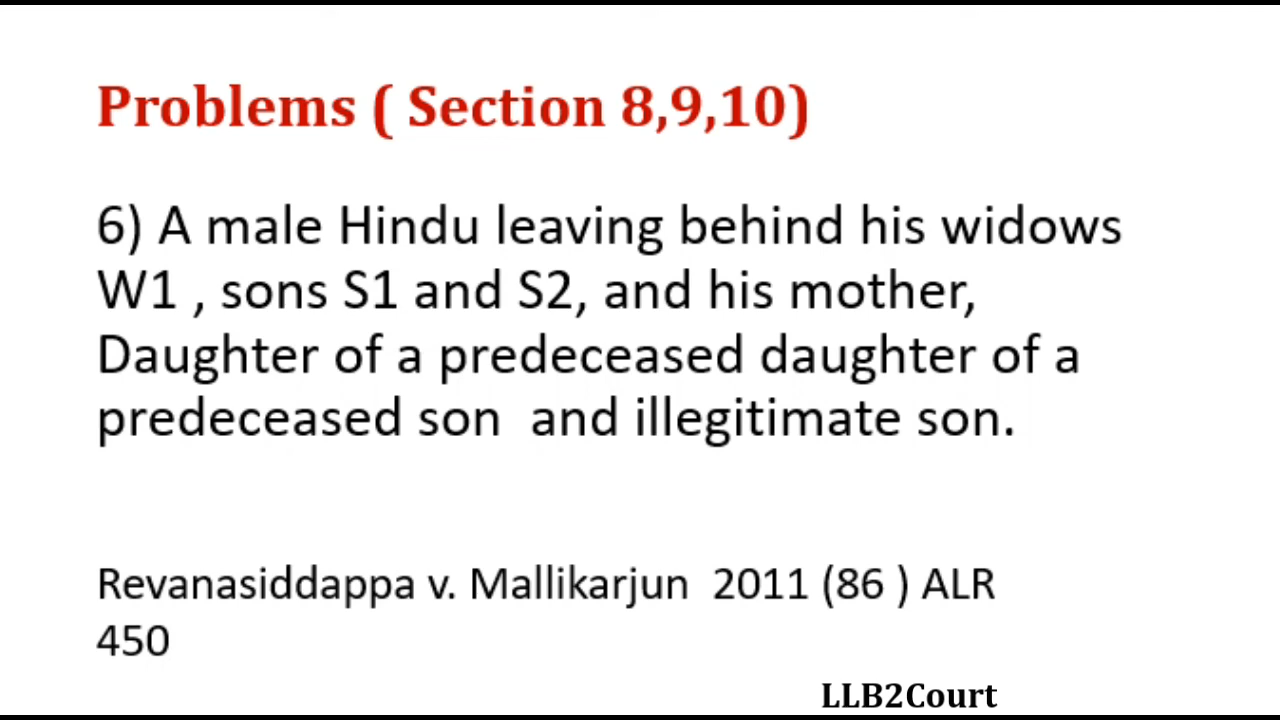 Problems ( Section 8,9,10)
6) A male Hindu leaving behind his widows
W1 , sons S1 and S2, and his mother,
Daughter of a predeceased daughter of a
predeceased son and illegitimate son.
Revanasiddappa v. Mallikarjun 2011 (86 ) ALR
450
LLB2Court